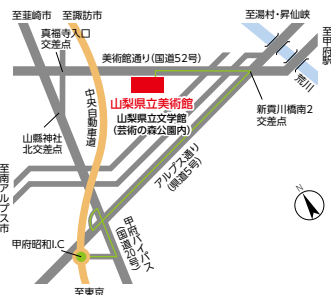 至韮崎市
至諏訪市
至湯村・昇仙峡
至甲府駅
真福寺入口
交差点
美術館通り(国道52号)
荒川
中央自動車道
山梨県立美術館
山梨県立文学館
(芸術の森公園内)
新貴川橋南2
交差点
山縣神社
北交差点
アルプス通り
(県道5号)
至南アルプス市
甲府バイパス
(国道20号)
甲府昭和I.C
N
至東京